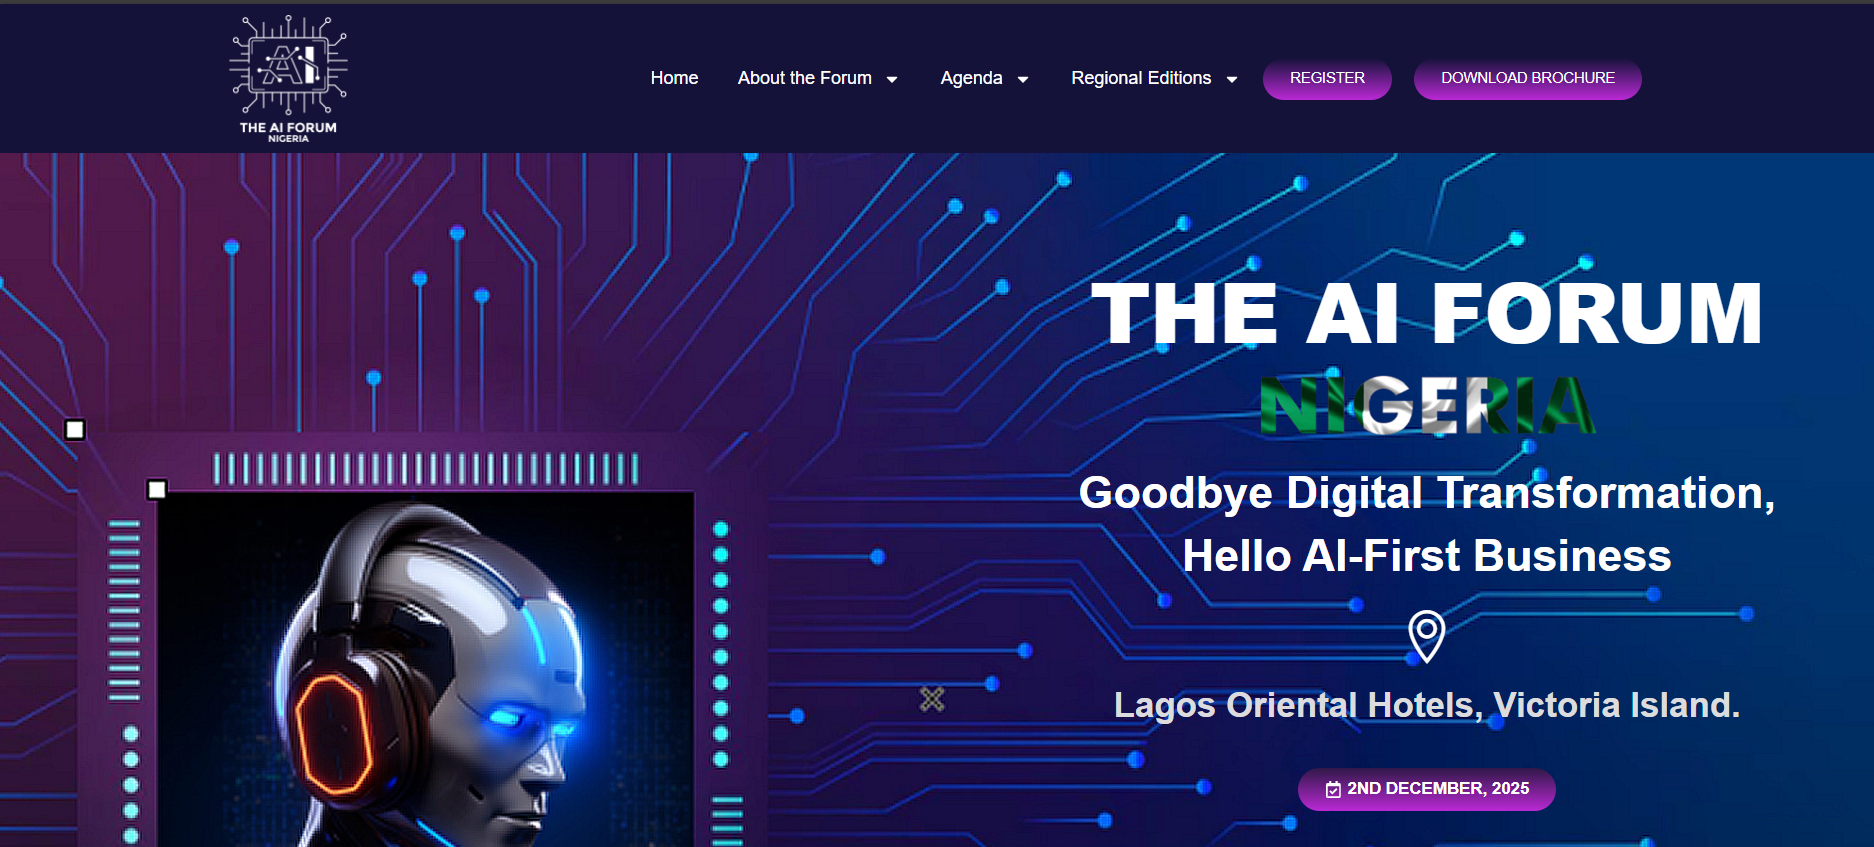 AI
THE AI FORUM
NIGERIA
Home
About the Forum
Agenda
Regional Editions
REGISTER
DOWNLOAD BROCHURE
THE AI FORUM
NIGERIA
Goodbye Digital Transformation,
Hello AI-First Business
Lagos Oriental Hotels, Victoria Island.
2ND DECEMBER, 2025